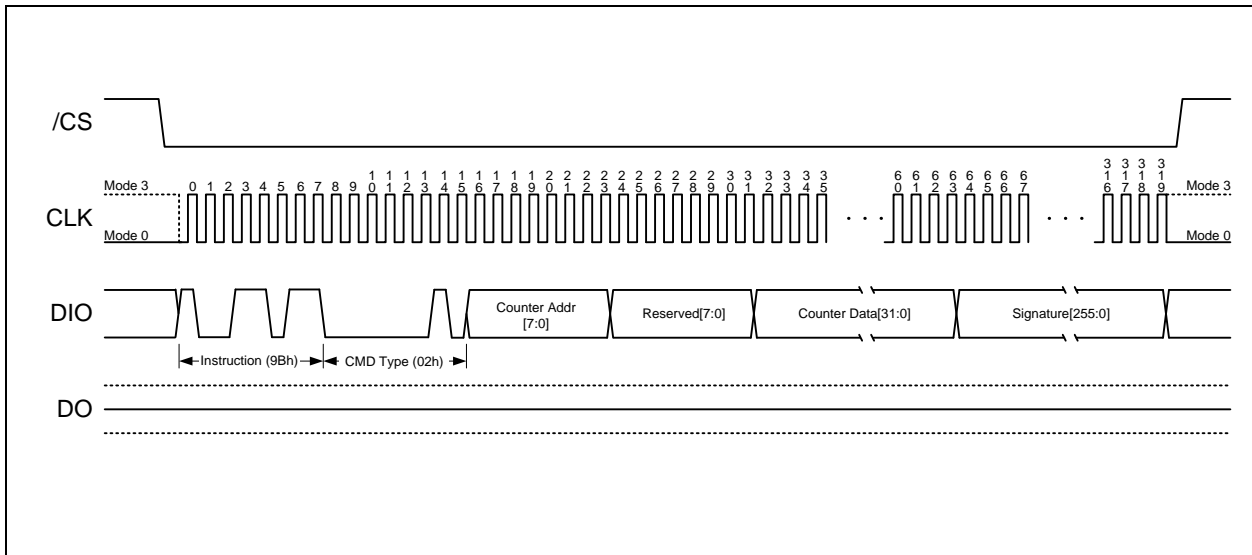 /CS
Mode 3
0 1 2 3 4 5 6 7 8 9 10 11 12 13 14 15 16 17 18 19 20 21 22 23 24 25 26 27 28 29 30 31 32 33 34 35 60 61 62 63 64 65 66 67 316 317 318 319
Mode 3
CLK
Mode 0
. . .
. . .
Mode 0
DIO
Counter Addr
[7:0]
Reserved[7:0]
Counter Data[31:0]
Signature[255:0]
Instruction (9Bh)
CMD Type (02h)
DO